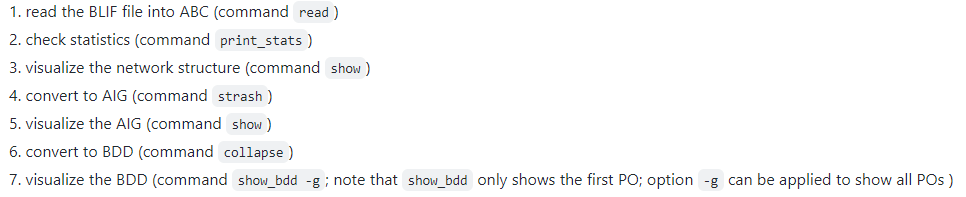 1. read the BLIF file into ABC (command read)
2. check statistics (command print_stats)
3. visualize the network structure (command show)
4. convert to AIG (command strash)
5. visualize the AIG (command show)
6. convert to BDD (command collapse)
7. visualize the BDD (command show_bdd -g; note that show_bdd only shows the first PO; option -g can be applied to show all POs )